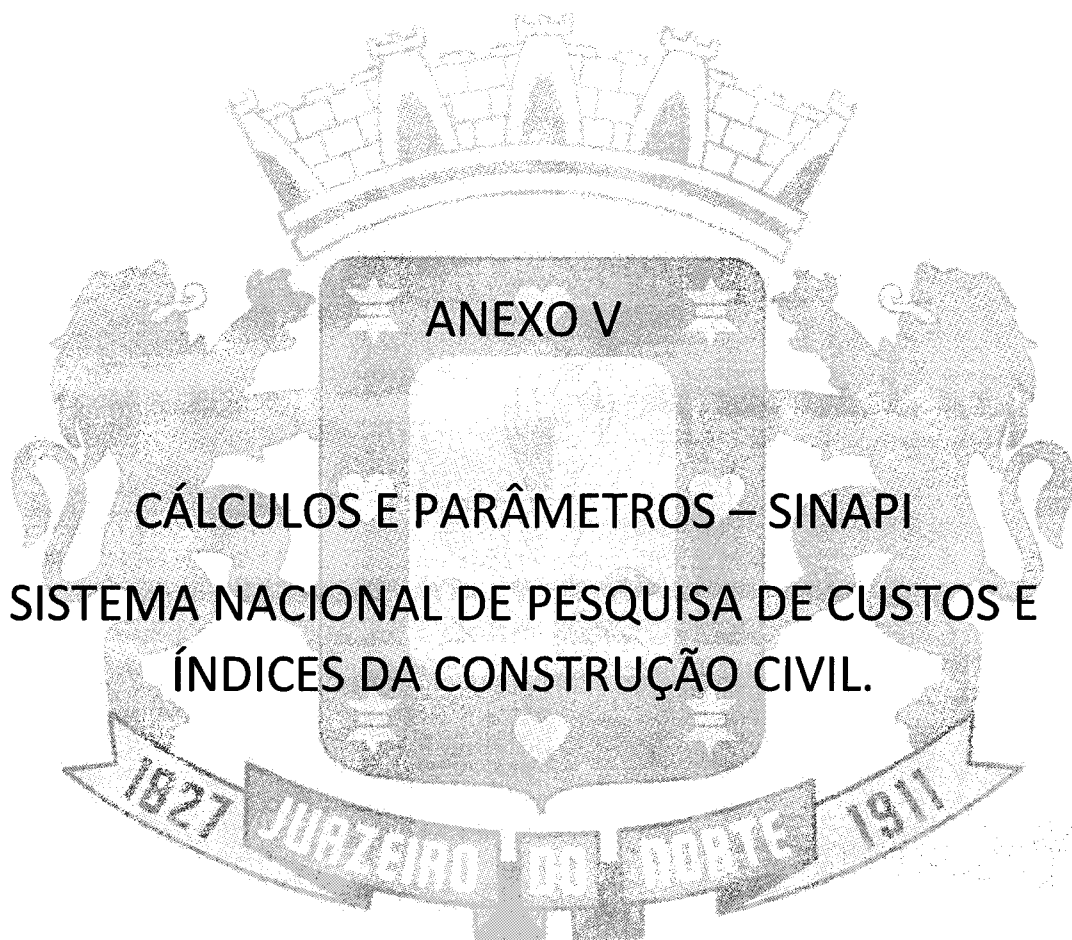 ANEXO V
CÁLCULOS E PARÂMETROS – SINAPI
SISTEMA NACIONAL DE PESQUISA DE CUSTOS E
ÍNDICES DA CONSTRUÇÃO CIVIL.
1827 JUAZEIRO DO NORTE 1911